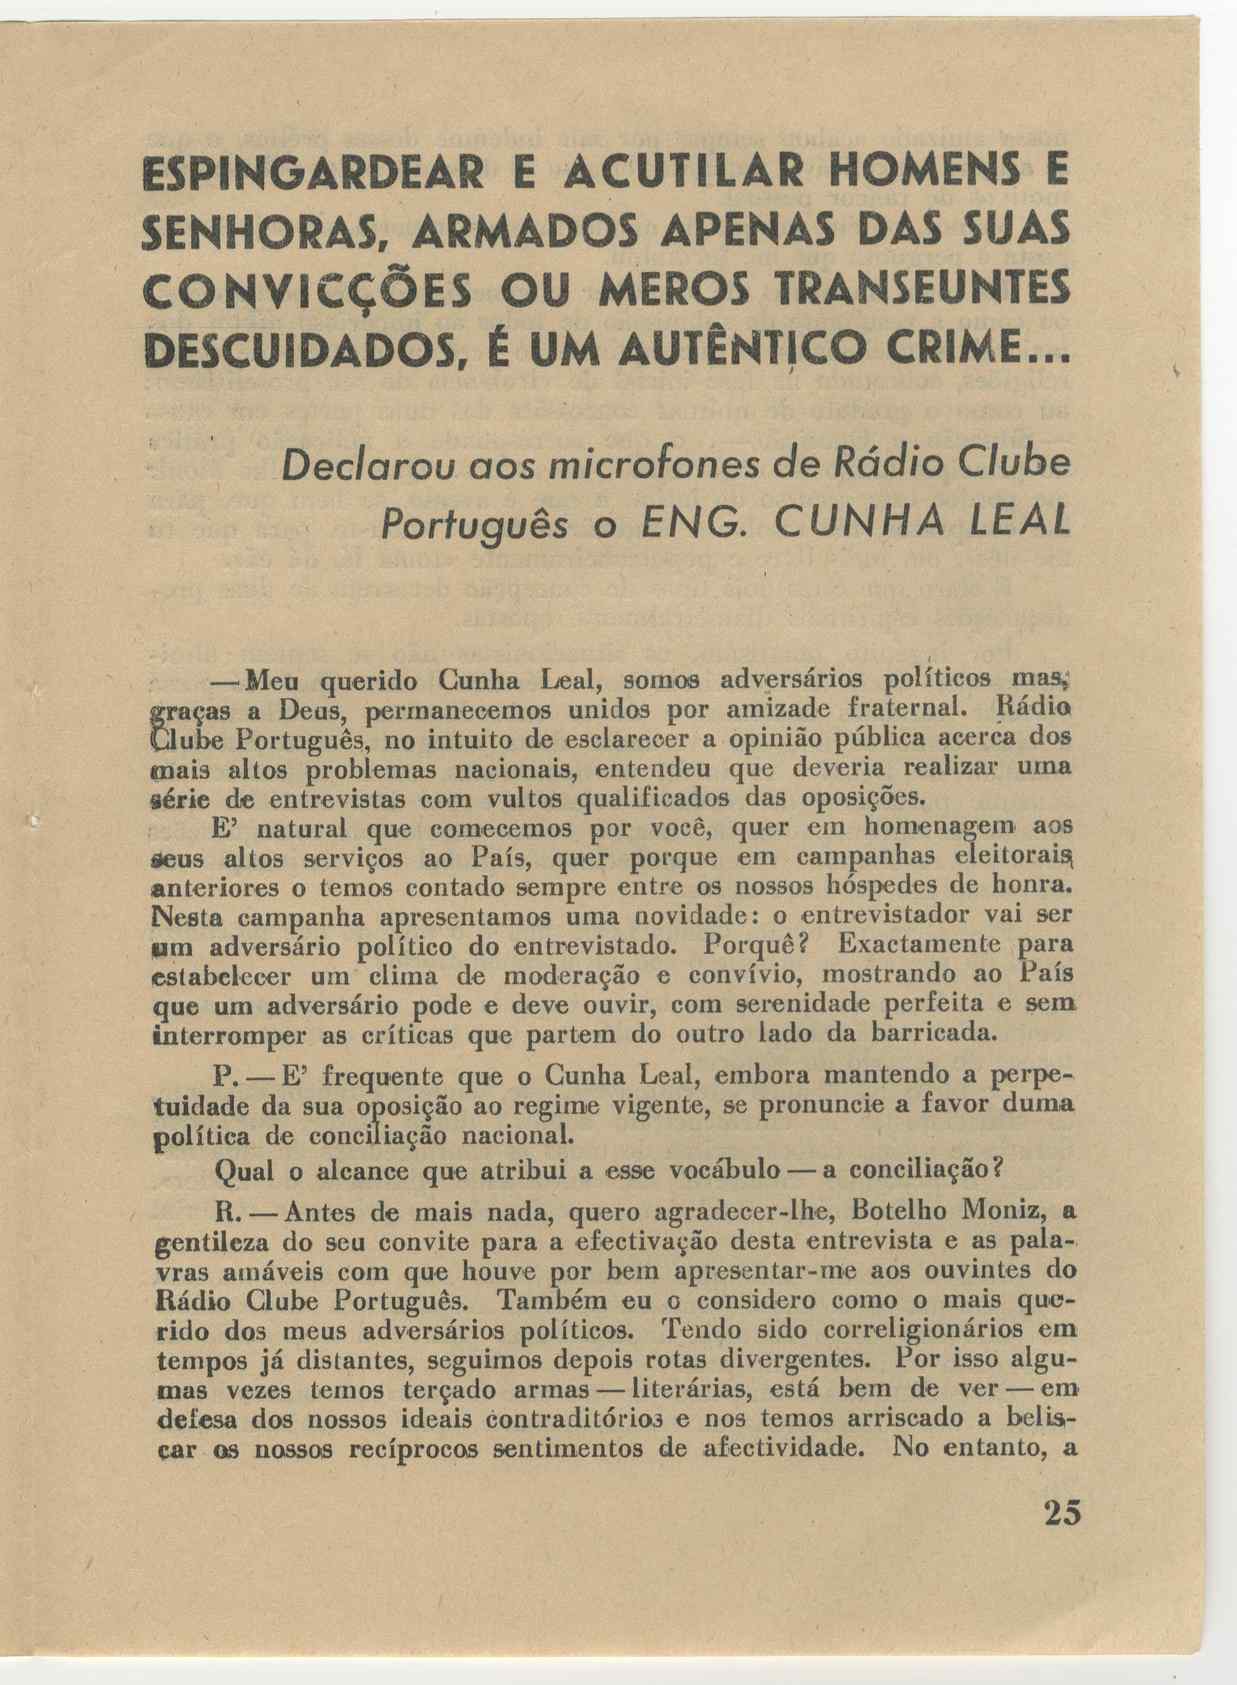 ESPINGARDEAR E ACUTILAR HOMENS E
SENHORAS, ARMADOS APENAS DAS SUAS
CONVICÇÕES OU MEROS TRANSEUNTES
DESCUIDADOS, É UM AUTÊNTICO CRIME...
Declarou aos microfones de Rádio Clube
Português o ENG. CUNHA LEAL
— Meu querido Cunha Leal, somos adversários políticos mas,
graças a Deus, permanecemos unidos por amizade fraternal. Rádio
Clube Português, no intuito de esclarecer a opinião pública acerca dos
mais altos problemas nacionais, entendeu que deveria realizar uma
série de entrevistas com vultos qualificados das oposições.
E' natural que comecemos por você, quer em homenagem aos
seus altos serviços ao País, quer porque em campanhas eleitorais
anteriores o temos contado sempre entre os nossos hóspedes de honra.
Nesta campanha apresentamos uma novidade: o entrevistador vai ser
um adversário político do entrevistado. Porquê? Exactamente para
estabelecer um clima de moderação e convívio, mostrando ao País
que um adversário pode e deve ouvir, com serenidade perfeita e sem
interromper as críticas que partem do outro lado da barricada.
P. — E' frequente que o Cunha Leal, embora mantendo a perpe-
tuidade da sua oposição ao regime vigente, se pronuncie a favor duma
política de conciliação nacional.
Qual o alcance que atribui a esse vocábulo — a conciliação?
R. — Antes de mais nada, quero agradecer-lhe, Botelho Moniz, a
gentileza do seu convite para a efectivação desta entrevista e as pala-
vras amáveis com que houve por bem apresentar-me aos ouvintes do
Rádio Clube Português. Também eu o considero como o mais que-
rido dos meus adversários políticos. Tendo sido correligionários em
tempos já distantes, seguimos depois rotas divergentes. Por isso algu-
mas vezes temos terçado armas — literárias, está bem de ver — em
defesa dos nossos ideais contraditórios e nos temos arriscado a belis-
car os nossos recíprocos sentimentos de afectividade. No entanto, a
25